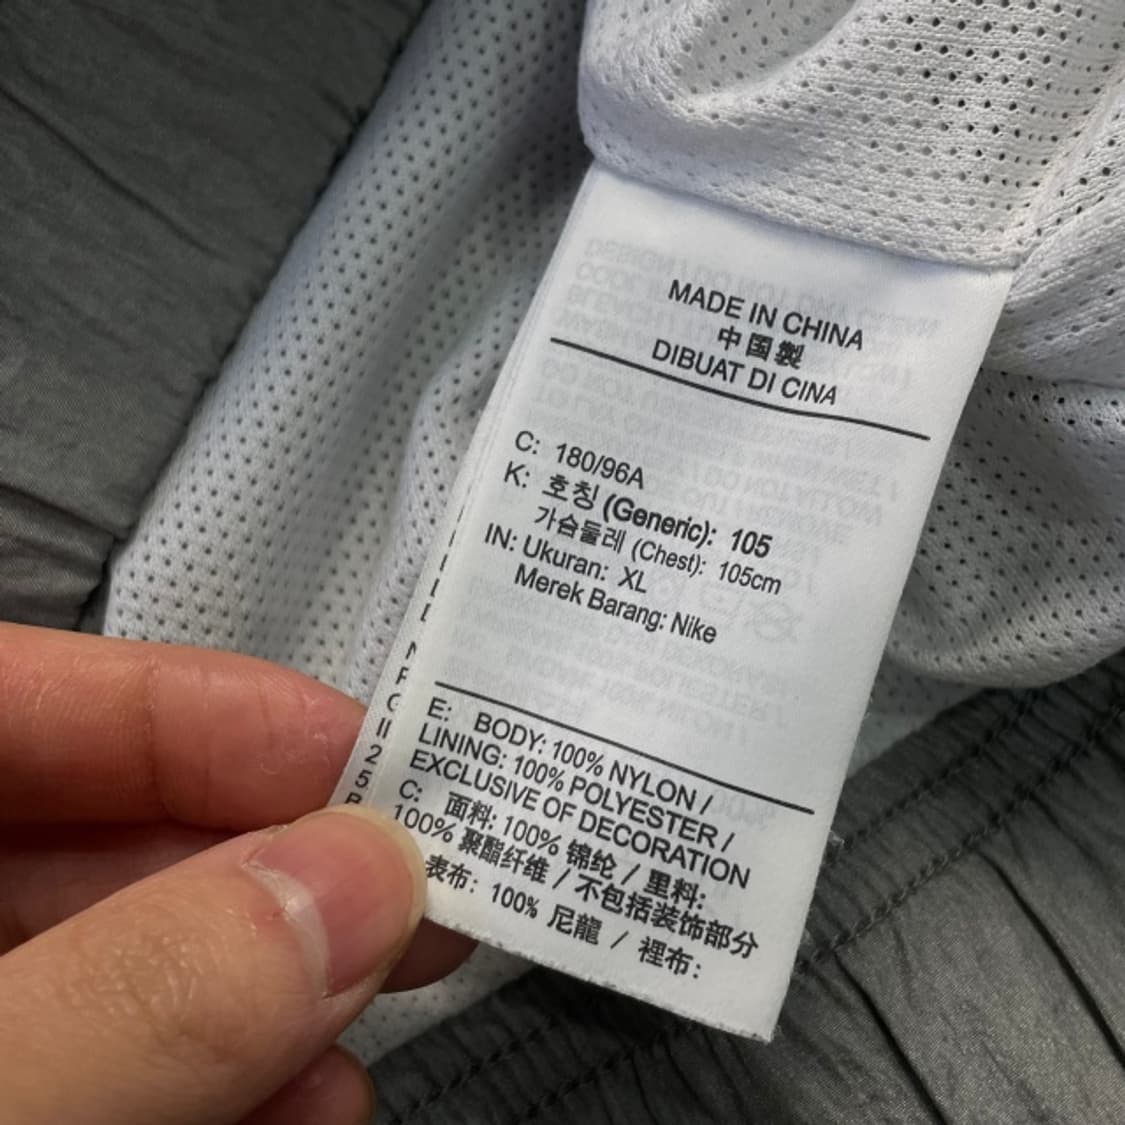 MADE IN CHINA
中国製
DIBUAT DI CINA
C: 180/96A
K: 호칭 (Generic): 105
가슴둘레 (Chest): 105cm
IN: Ukuran: XL
Merek Barang: Nike
E: BODY: 100% NYLON /
LINING: 100% POLYESTER /
EXCLUSIVE OF DECORATION
C: 面料: 100% 锦纶 / 里料:
100% 聚酯纤维 / 不包括装饰部分
表布: 100% 尼龍 / 裡布: